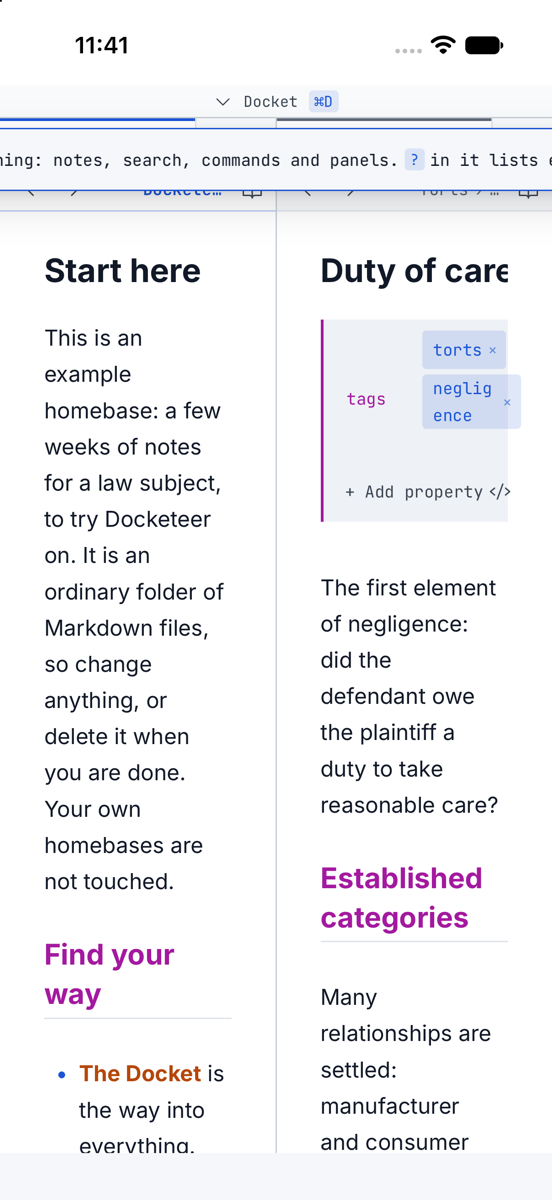 11:41
Docket ⌘D
notes, search, commands and panels. ? in it lists
Start here
This is an
example
homebase: a few
weeks of notes
for a law subject,
to try Docketeer
on. It is an
ordinary folder of
Markdown files,
so change
anything, or
delete it when
you are done.
Your own
homebases are
not touched.
Find your
way
• The Docket is
the way into
everything.
Duty of care
tags
torts ×
neglig
ence ×
+ Add property </>
The first element
of negligence:
did the
defendant owe
the plaintiff a
duty to take
reasonable care?
Established
categories
Many
relationships are
settled:
manufacturer
and consumer